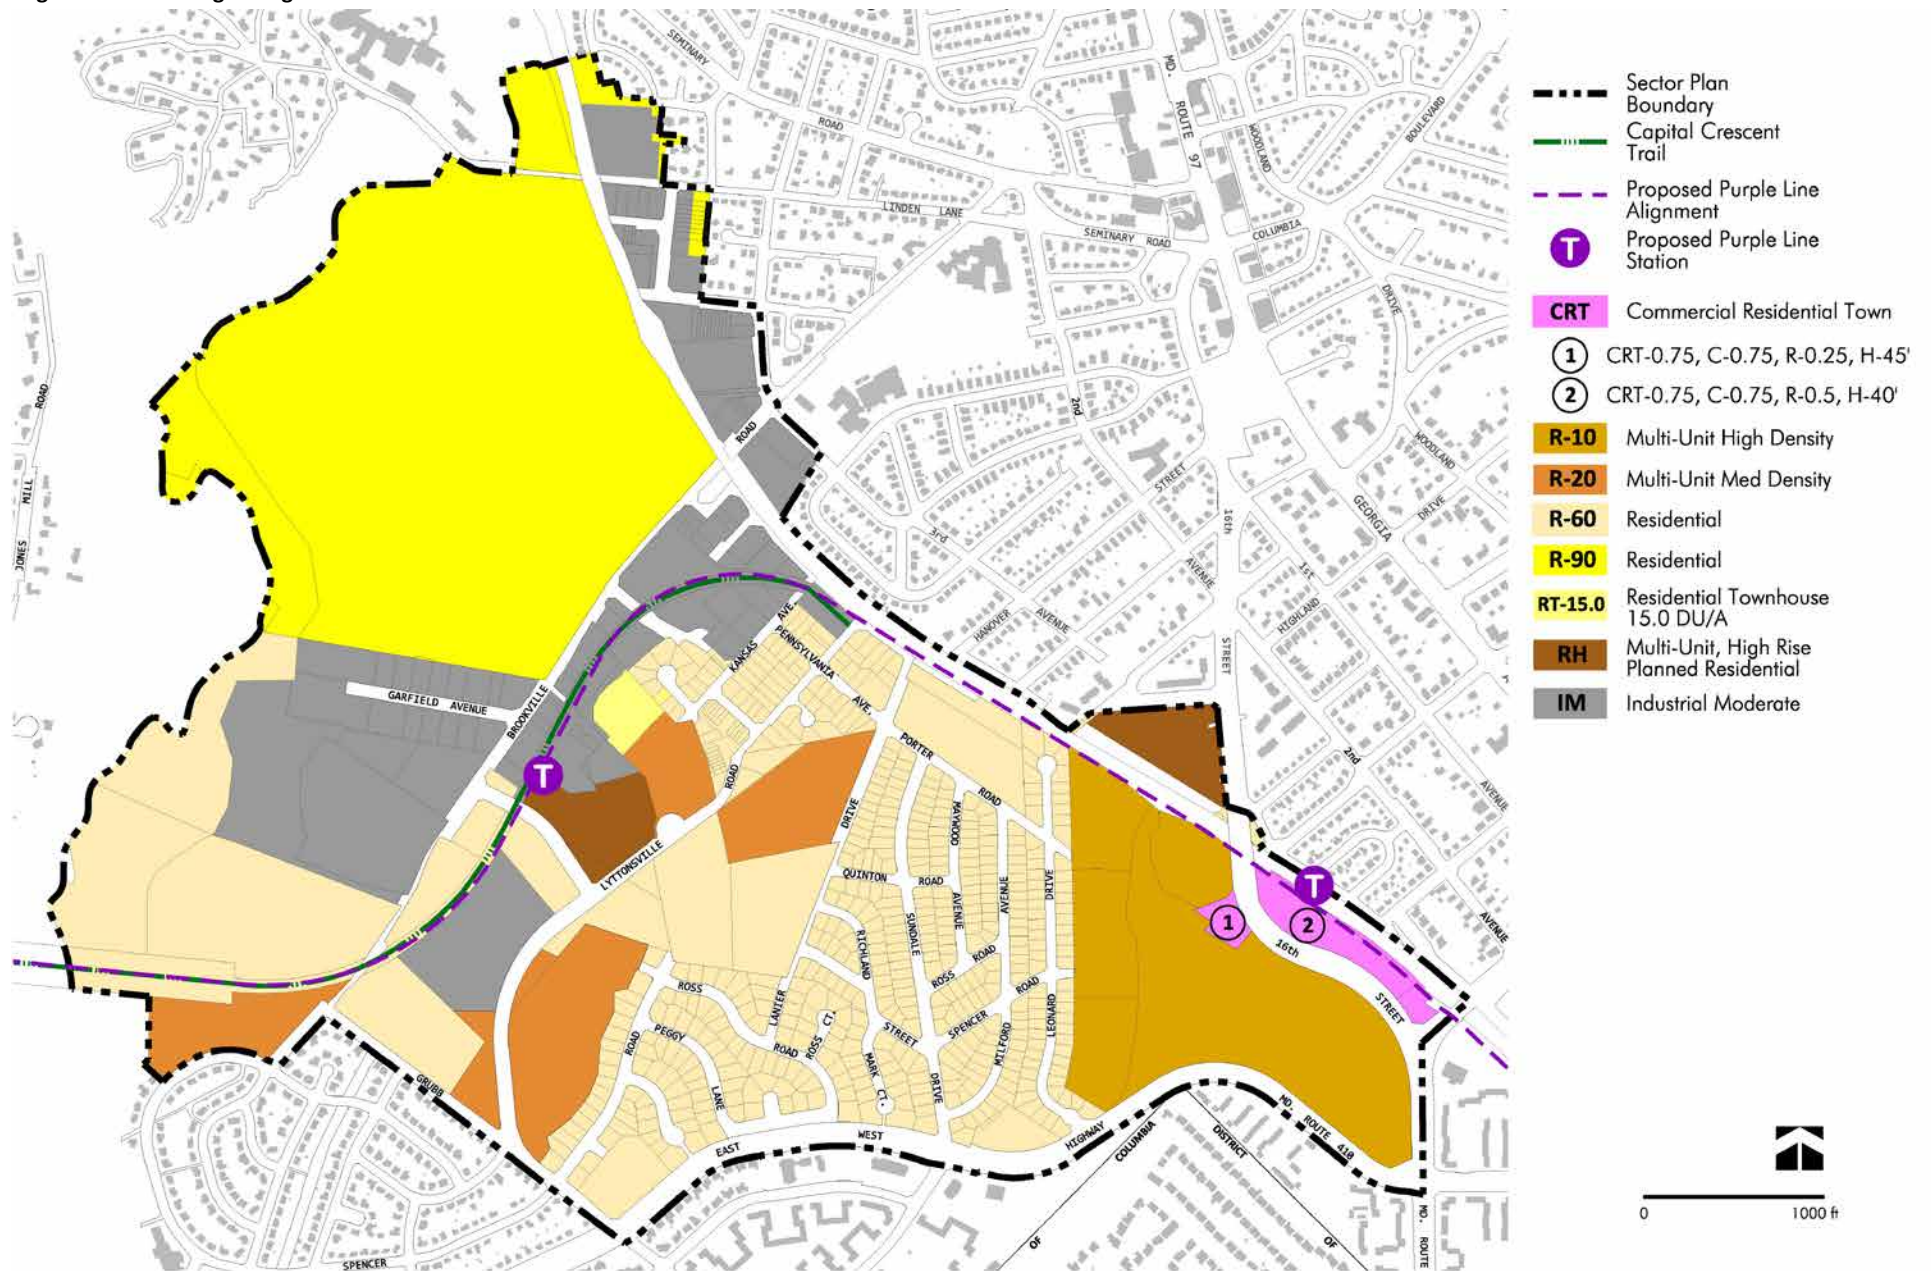 SEMINARY
ROAD
MD.
ROUTE 97
WOODLAND
BOULEVARD
LINDEN LANE
SEMINARY ROAD
COLUMBIA
DRIVE
ROAD
MILL
JONES
ROAD
2nd
STREET
WOODLAND
DRIVE
GEORGIA
16th
3rd
AVENUE
1st
HANOVER
AVENUE
HIGHLAND
STREET
KANSAS
AVE.
PENNSYLVANIA
AVE.
GARFIELD AVENUE
BROOKVILLE
T
ROAD
PORTER
ROAD
DRIVE
MAYWOOD
AVENUE
2nd
AVENUE
AVENUE
LYTTONSVILLE
QUINTON ROAD
AVENUE
DRIVE
T
1
2
16th
STREET
SUNDALE
RICHLAND
ROSS
ROAD
ROSS
ROAD
LANIER
ROSS CT.
STREET
SPENCER
ROAD
LEONARD
MILFORD
PEGGY
LANE
ROAD
MARK CT.
DRIVE
GRUBB
EAST
WEST
HIGHWAY
COLUMBIA
DISTRICT
MD. ROUTE 410
OF
OF
SPENCER
MD. ROUTE
Sector Plan
Boundary
Capital Crescent
Trail
Proposed Purple Line
Alignment
T Proposed Purple Line
Station
CRT Commercial Residential Town
1 CRT-0.75, C-0.75, R-0.25, H-45'
2 CRT-0.75, C-0.75, R-0.5, H-40'
R-10 Multi-Unit High Density
R-20 Multi-Unit Med Density
R-60 Residential
R-90 Residential
RT-15.0 Residential Townhouse
15.0 DU/A
RH Multi-Unit, High Rise
Planned Residential
IM Industrial Moderate
0 1000 ft